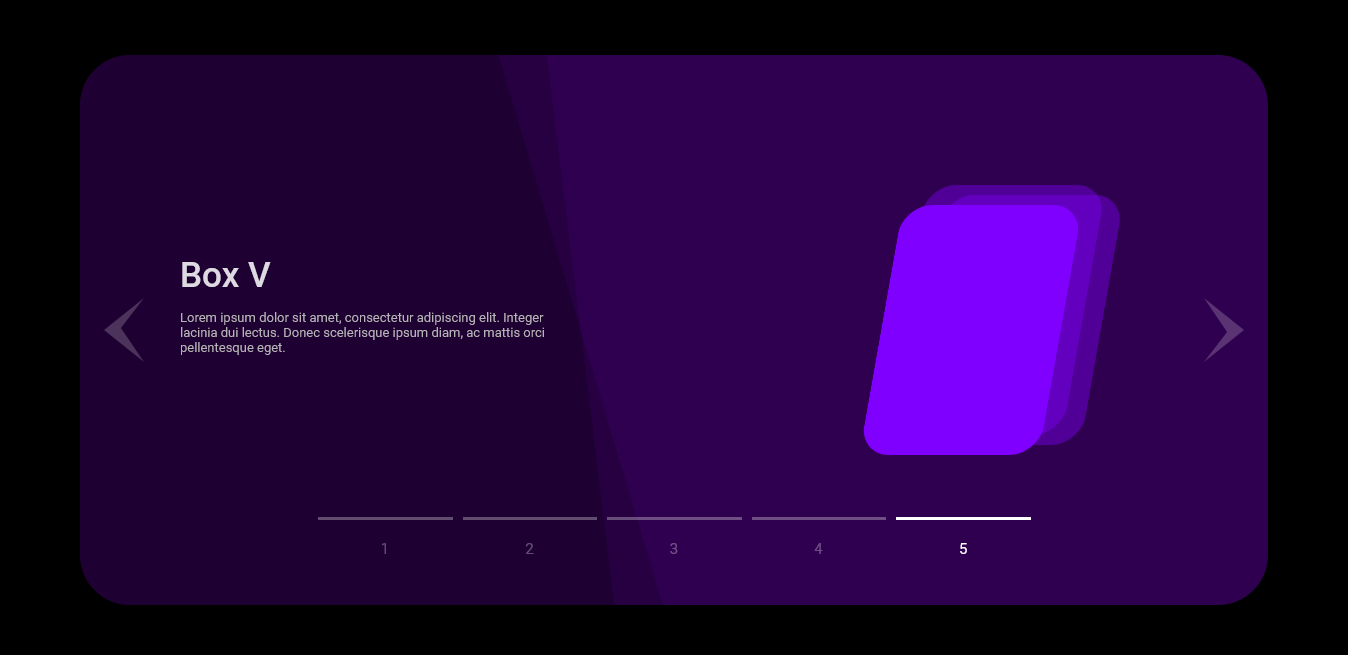 Box V
Lorem ipsum dolor sit amet, consectetur adipiscing elit. Integer
lacinia dui lectus. Donec scelerisque ipsum diam, ac mattis orci
pellentesque eget.
1 2 3 4 5